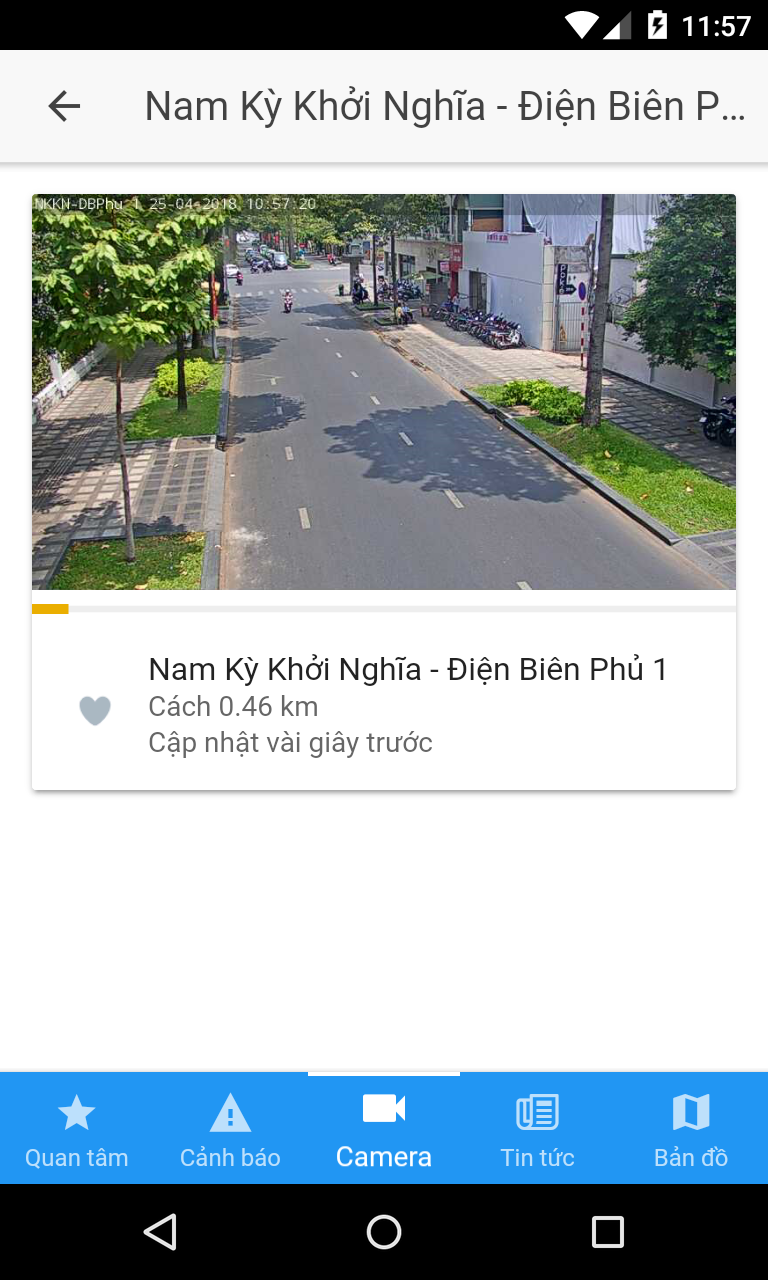 11:57
Nam Kỳ Khởi Nghĩa - Điện Biên P...
NKKN-DBPhu 1 25-04-2018 10:57:20
Nam Kỳ Khởi Nghĩa - Điện Biên Phủ 1
Cách 0.46 km
Cập nhật vài giây trước
Quan tâm
Cảnh báo
Camera
Tin tức
Bản đồ